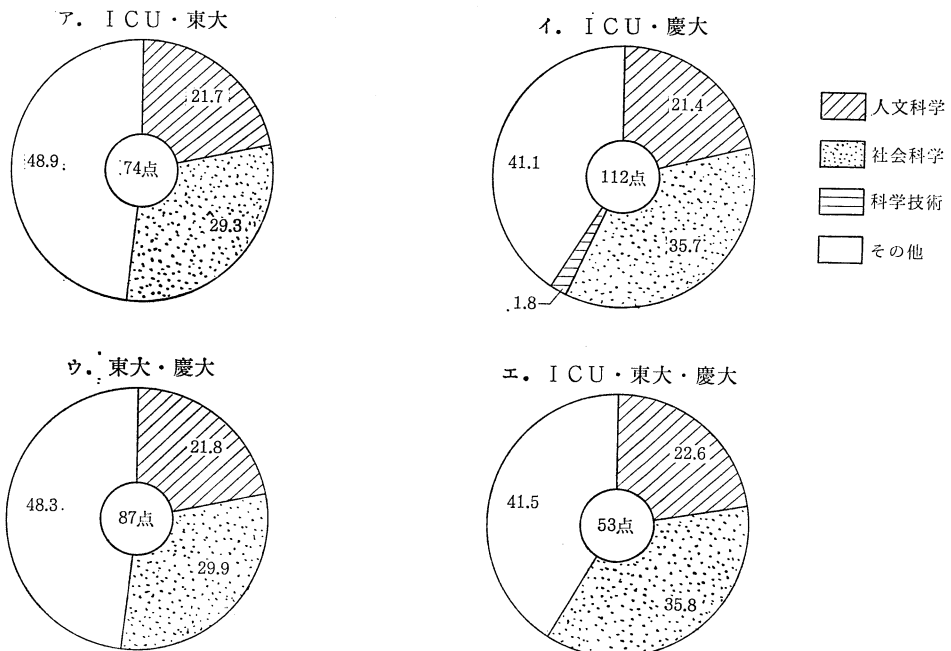 ア. ICU・東大
21.7
48.9
74点
29.3
イ. ICU・慶大
21.4
41.1
112点
35.7
1.8
人文科学
社会科学
科学技術
その他
ウ. 東大・慶大
21.8
48.3
87点
29.9
エ. ICU・東大・慶大
22.6
41.5
53点
35.8